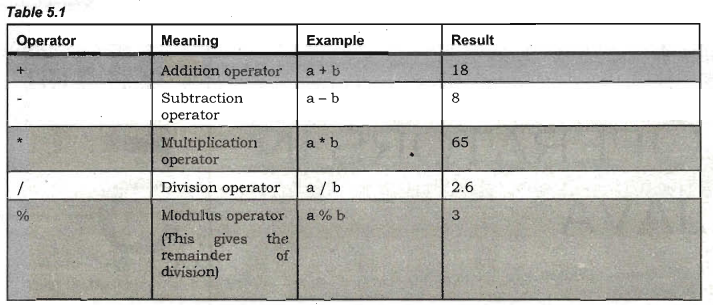 Table 5.1
Operator Meaning Example Result
+ Addition operator a + b 18
- Subtraction operator a – b 8
* Multiplication operator a * b 65
/ Division operator a / b 2.6
% Modulus operator (This gives the remainder of division) a % b 3